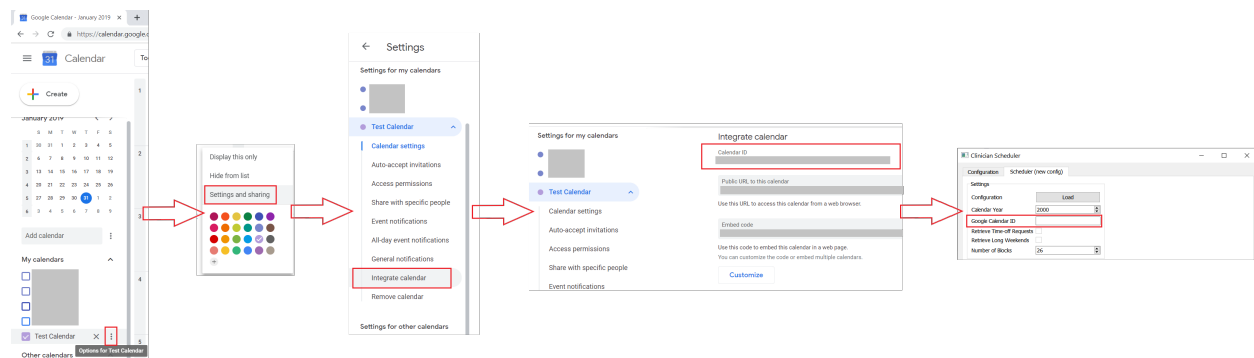 Google Calendar - January 2019 × +
https://calendar.google.c
31 Calendar To
Create
January 2019 < >
S M T W T F S
1 30 31 1 2 3 4 5
2 6 7 8 9 10 11 12
3 13 14 15 16 17 18 19
4 20 21 22 23 24 25 26
5 27 28 29 30 31 1 2
6 3 4 5 6 7 8 9
Add calendar
My calendars
Test Calendar ×
Options for Test Calendar
Other calendars
1
2
3
4
5
Display this only
Hide from list
Settings and sharing
+
Settings
Settings for my calendars
Test Calendar
Calendar settings
Auto-accept invitations
Access permissions
Share with specific people
Event notifications
All-day event notifications
General notifications
Integrate calendar
Remove calendar
Settings for other calendars
Settings for my calendars
Test Calendar
Calendar settings
Auto-accept invitations
Access permissions
Share with specific people
Event notifications
Integrate calendar
Calendar ID
Public URL to this calendar
Use this URL to access this calendar from a web browser.
Embed code
Use this code to embed this calendar in a web page.
You can customize the code or embed multiple calendars.
Customize
Clinician Scheduler
Configuration Scheduler (new config)
Settings
Configuration Load
Calendar Year 2000
Google Calendar ID
Retrieve Time-off Requests
Retrieve Long Weekends
Number of Blocks 26